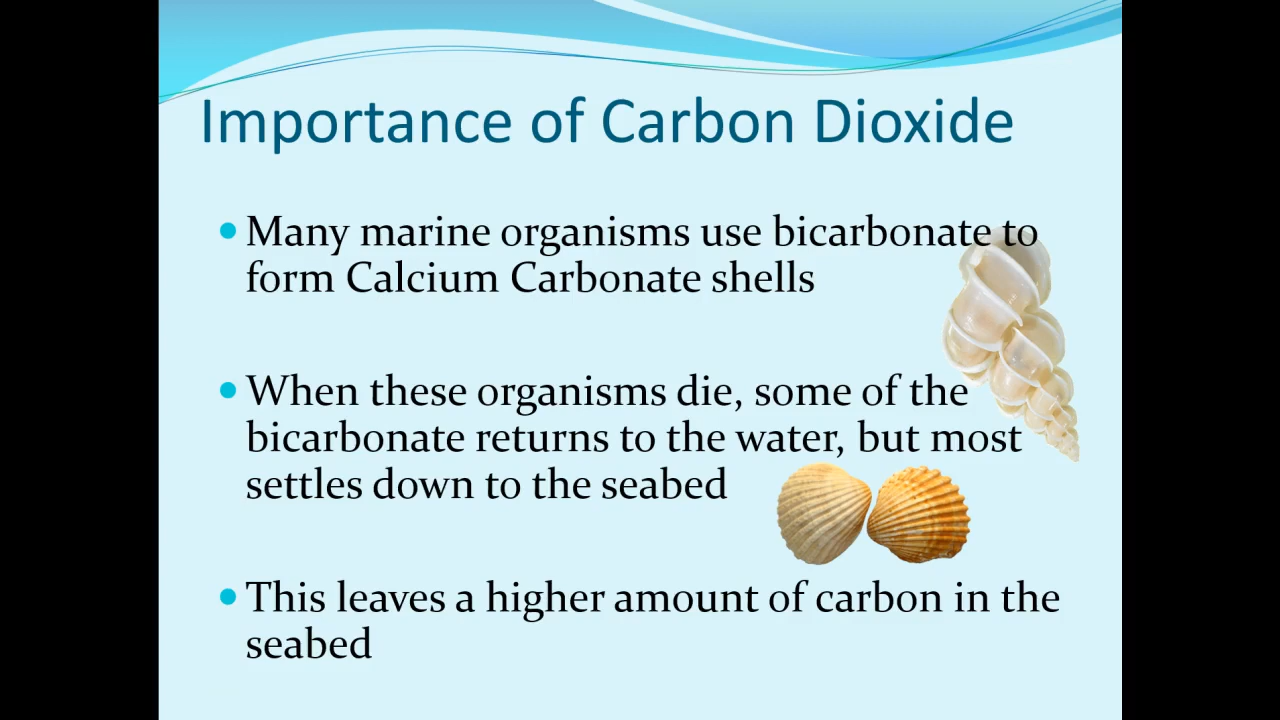 Importance of Carbon Dioxide
• Many marine organisms use bicarbonate to
form Calcium Carbonate shells
• When these organisms die, some of the
bicarbonate returns to the water, but most
settles down to the seabed
• This leaves a higher amount of carbon in the
seabed